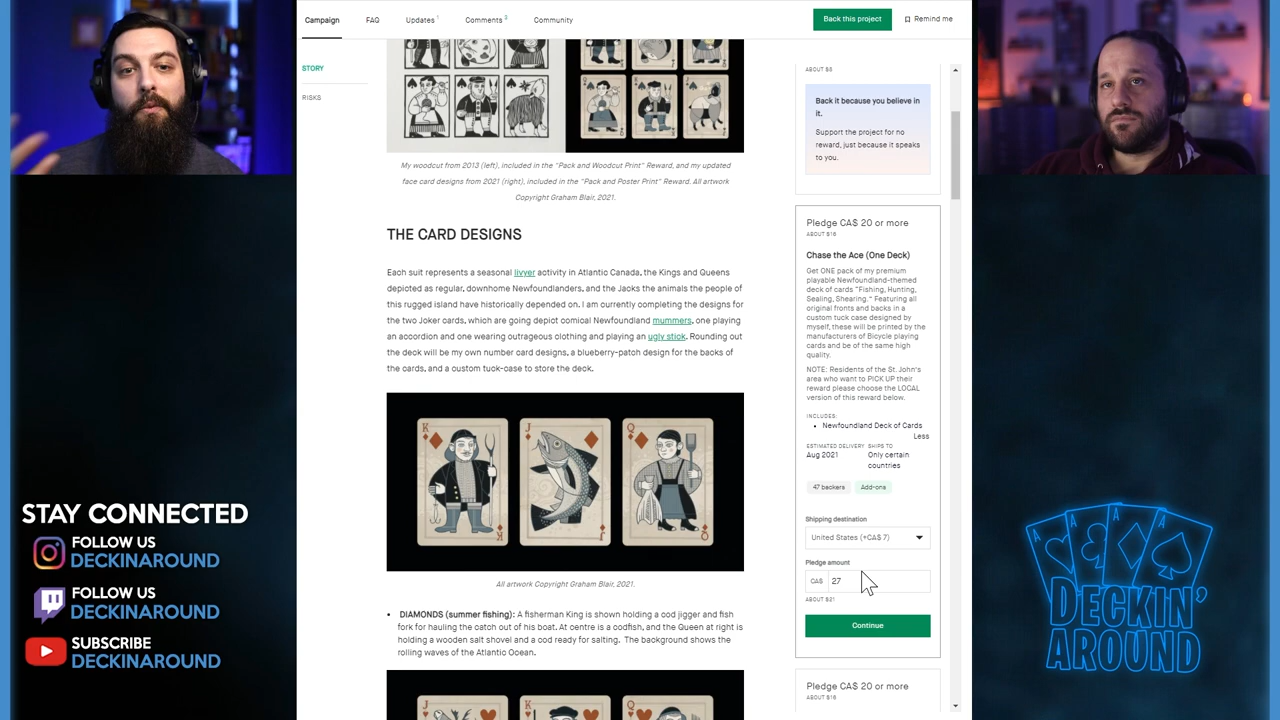 Campaign
FAQ
Updates 1
Comments 3
Community
Back this project
Remind me
STORY
RISKS
My woodcut from 2013 (left), included in the "Pack and Woodcut Print" Reward, and my updated
face card designs from 2021 (right), included in the "Pack and Poster Print" Reward. All artwork
Copyright Graham Blair, 2021.
THE CARD DESIGNS
Each suit represents a seasonal livyer activity in Atlantic Canada, the Kings and Queens
depicted as regular, downhome Newfoundlanders, and the Jacks the animals the people of
this rugged island have historically depended on. I am currently completing the designs for
the two Joker cards, which are going depict comical Newfoundland mummers, one playing
an accordion and one wearing outrageous clothing and playing an ugly stick. Rounding out
the deck will be my own number card designs, a blueberry-patch design for the backs of
the cards, and a custom tuck-case to store the deck.
K
J
Q
K
J
Q
All artwork Copyright Graham Blair, 2021.
• DIAMONDS (summer fishing): A fisherman King is shown holding a cod jigger and fish
fork for hauling the catch out of his boat. At centre is a codfish, and the Queen at right is
holding a wooden salt shovel and a cod ready for salting. The background shows the
rolling waves of the Atlantic Ocean.
ABOUT $8
Back it because you believe in
it.
Support the project for no
reward, just because it speaks
to you.
Pledge CA$ 20 or more
ABOUT $16
Chase the Ace (One Deck)
Get ONE pack of my premium
playable Newfoundland-themed
deck of cards "Fishing, Hunting,
Sealing, Shearing." Featuring all
original fronts and backs in a
custom tuck case designed by
myself, these will be printed by the
manufacturers of Bicycle playing
cards and be of the same high
quality.
NOTE: Residents of the St. John's
area who want to PICK UP their
reward please choose the LOCAL
version of this reward below.
INCLUDES:
• Newfoundland Deck of Cards
Less
ESTIMATED DELIVERY
Aug 2021
SHIPS TO
Only certain
countries
47 backers
Add-ons
Shipping destination
United States (+CA$ 7)
Pledge amount
CA$ 27
ABOUT $21
Continue
Pledge CA$ 20 or more
ABOUT $16
STAY CONNECTED
FOLLOW US
DECKINAROUND
FOLLOW US
DECKINAROUND
SUBSCRIBE
DECKINAROUND
A A A A
DECKIN'
AROUND